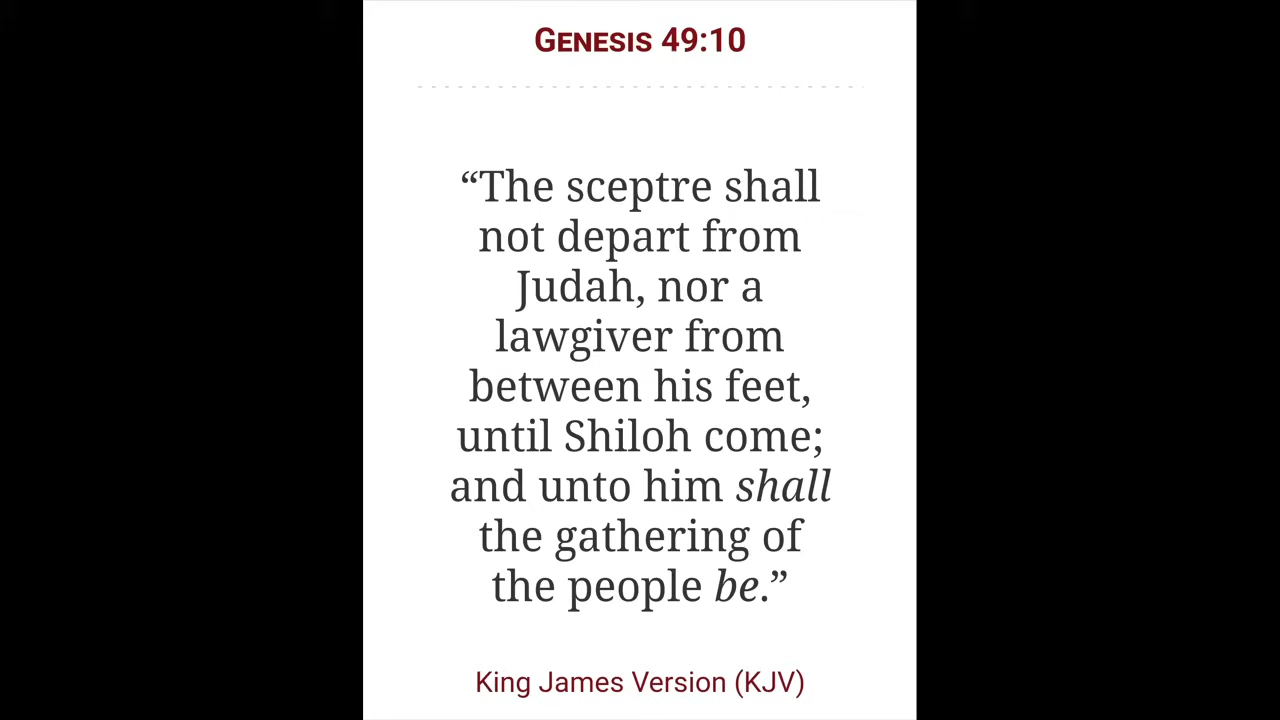 GENESIS 49:10
“The sceptre shall
not depart from
Judah, nor a
lawgiver from
between his feet,
until Shiloh come;
and unto him shall
the gathering of
the people be.”
King James Version (KJV)